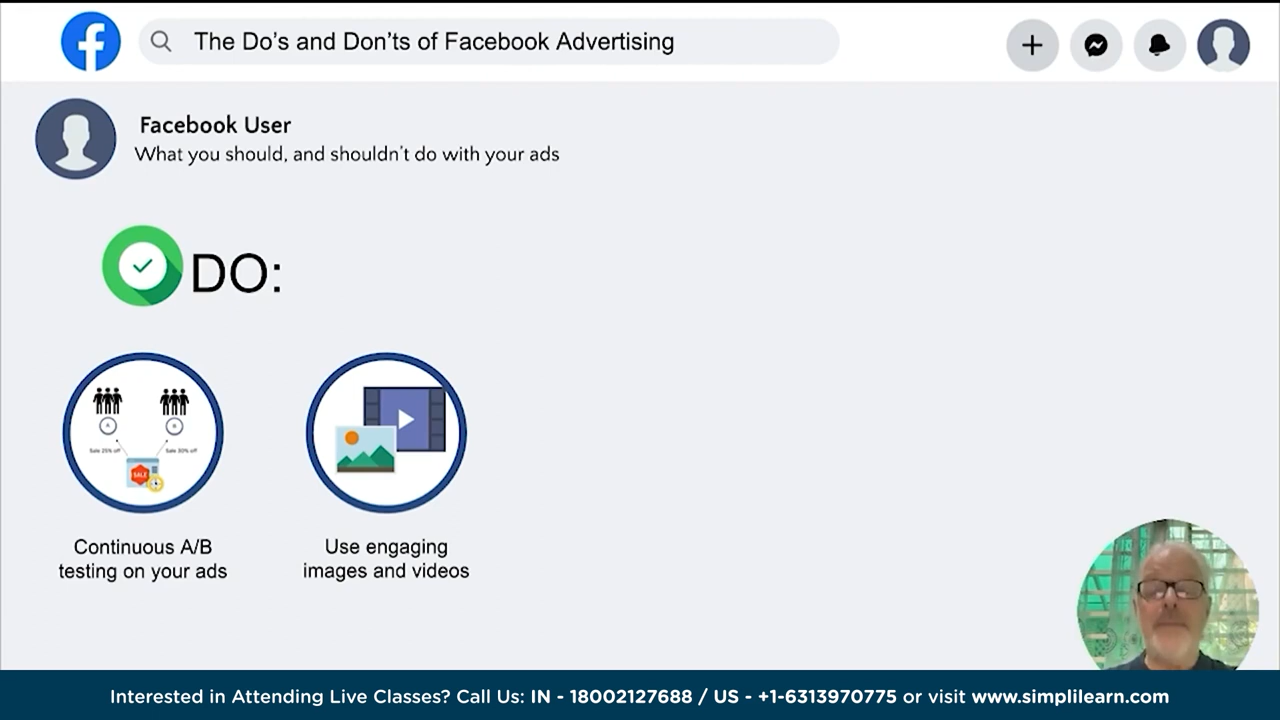 The Do's and Don'ts of Facebook Advertising
Facebook User
What you should, and shouldn't do with your ads
DO:
Sale 25% off
Sale 30% off
SALE
Continuous A/B
testing on your ads
Use engaging
images and videos
Interested in Attending Live Classes? Call Us: IN - 18002127688 / US - +1-6313970775 or visit www.simplilearn.com